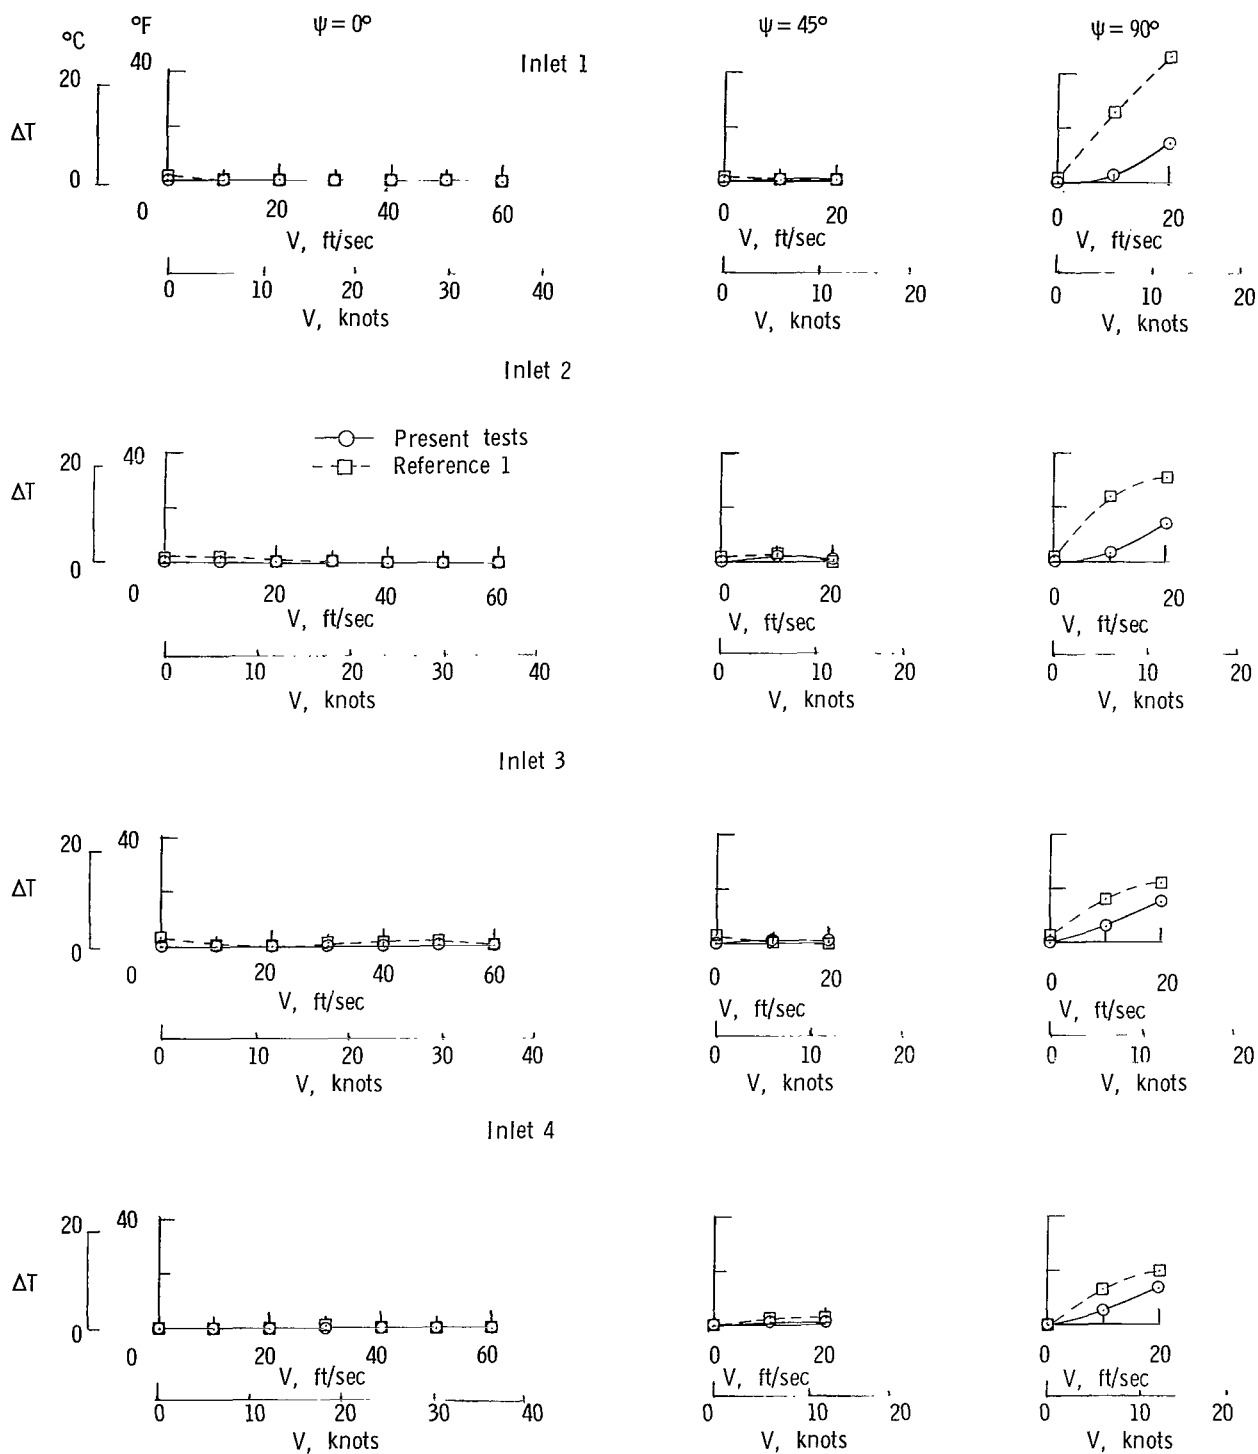 °C °F ψ = 0° ψ = 45° ψ = 90°
Inlet 1
40
20
ΔT
0
0 20 40 60 0 20 0 20
V, ft/sec V, ft/sec V, ft/sec
0 10 20 30 40 0 10 20 0 10 20
V, knots V, knots V, knots
Inlet 2
Present tests
Reference 1
40
20
ΔT
0
0 20 40 60 0 20 0 20
V, ft/sec V, ft/sec V, ft/sec
0 10 20 30 40 0 10 20 0 10 20
V, knots V, knots V, knots
Inlet 3
20 40
ΔT
0
0 20 40 60 0 20 0 20
V, ft/sec V, ft/sec V, ft/sec
0 10 20 30 40 0 10 20 0 10 20
V, knots V, knots V, knots
Inlet 4
20 40
ΔT
0
0 20 40 60 0 20 0 20
V, ft/sec V, ft/sec V, ft/sec
0 10 20 30 40 0 10 20 0 10 20
V, knots V, knots V, knots